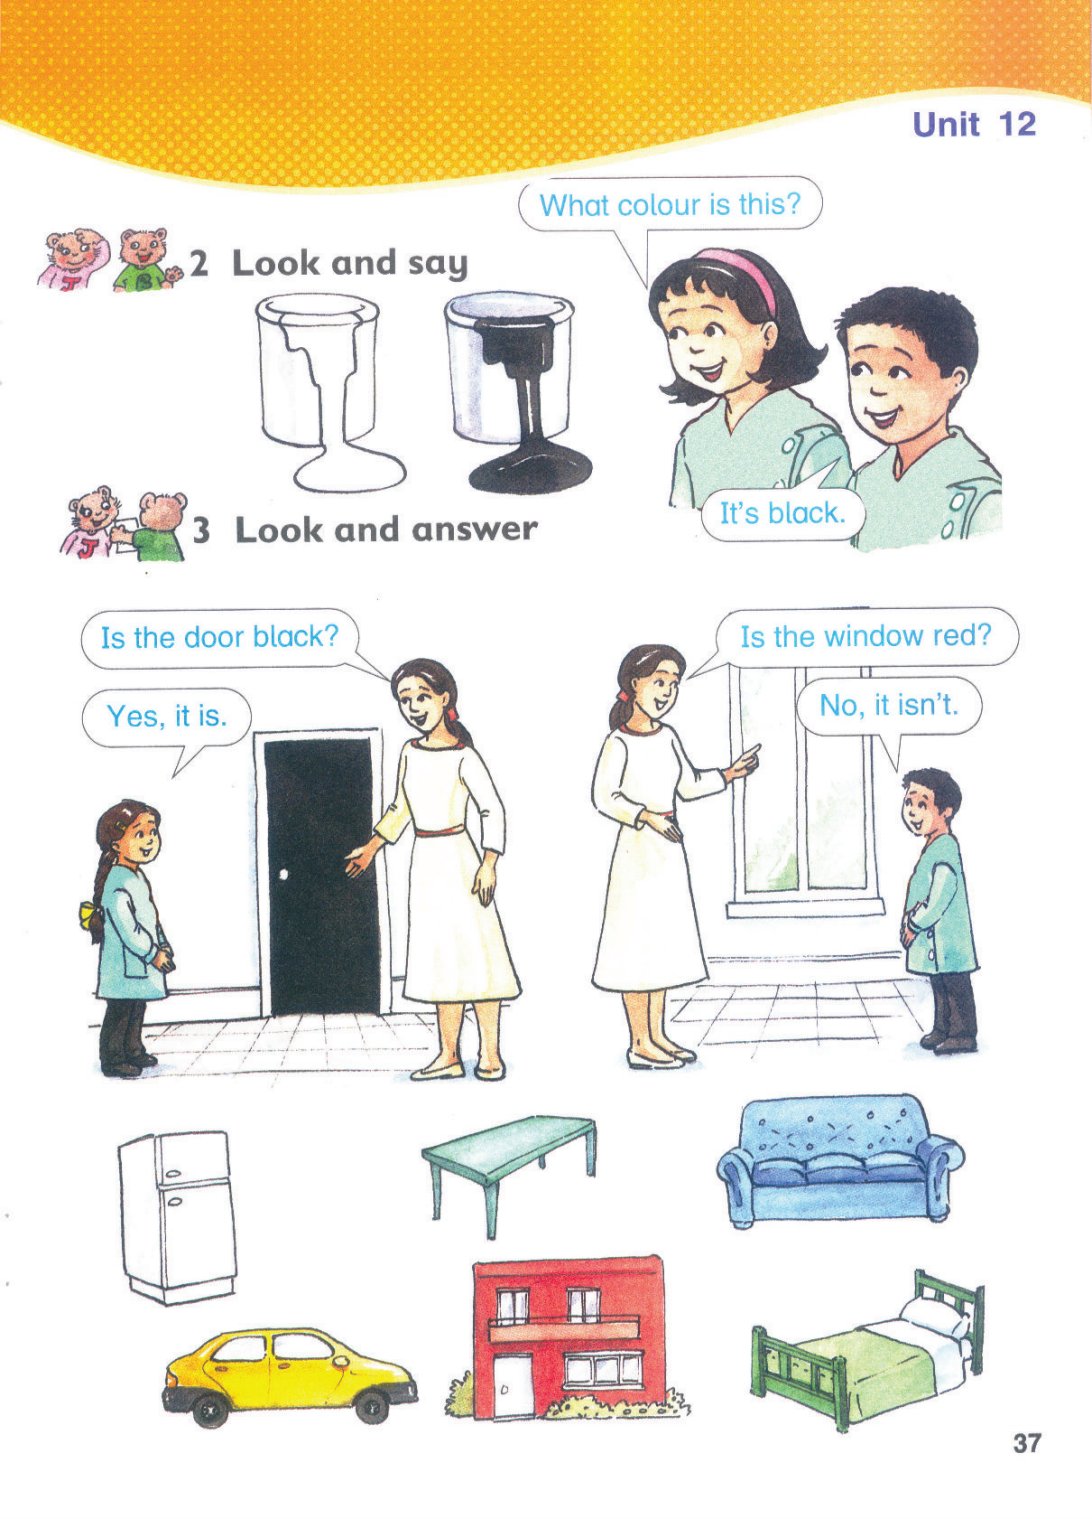 Unit 12
What colour is this?
2 Look and say
It's black.
3 Look and answer
Is the door black?
Yes, it is.
Is the window red?
No, it isn't.
37